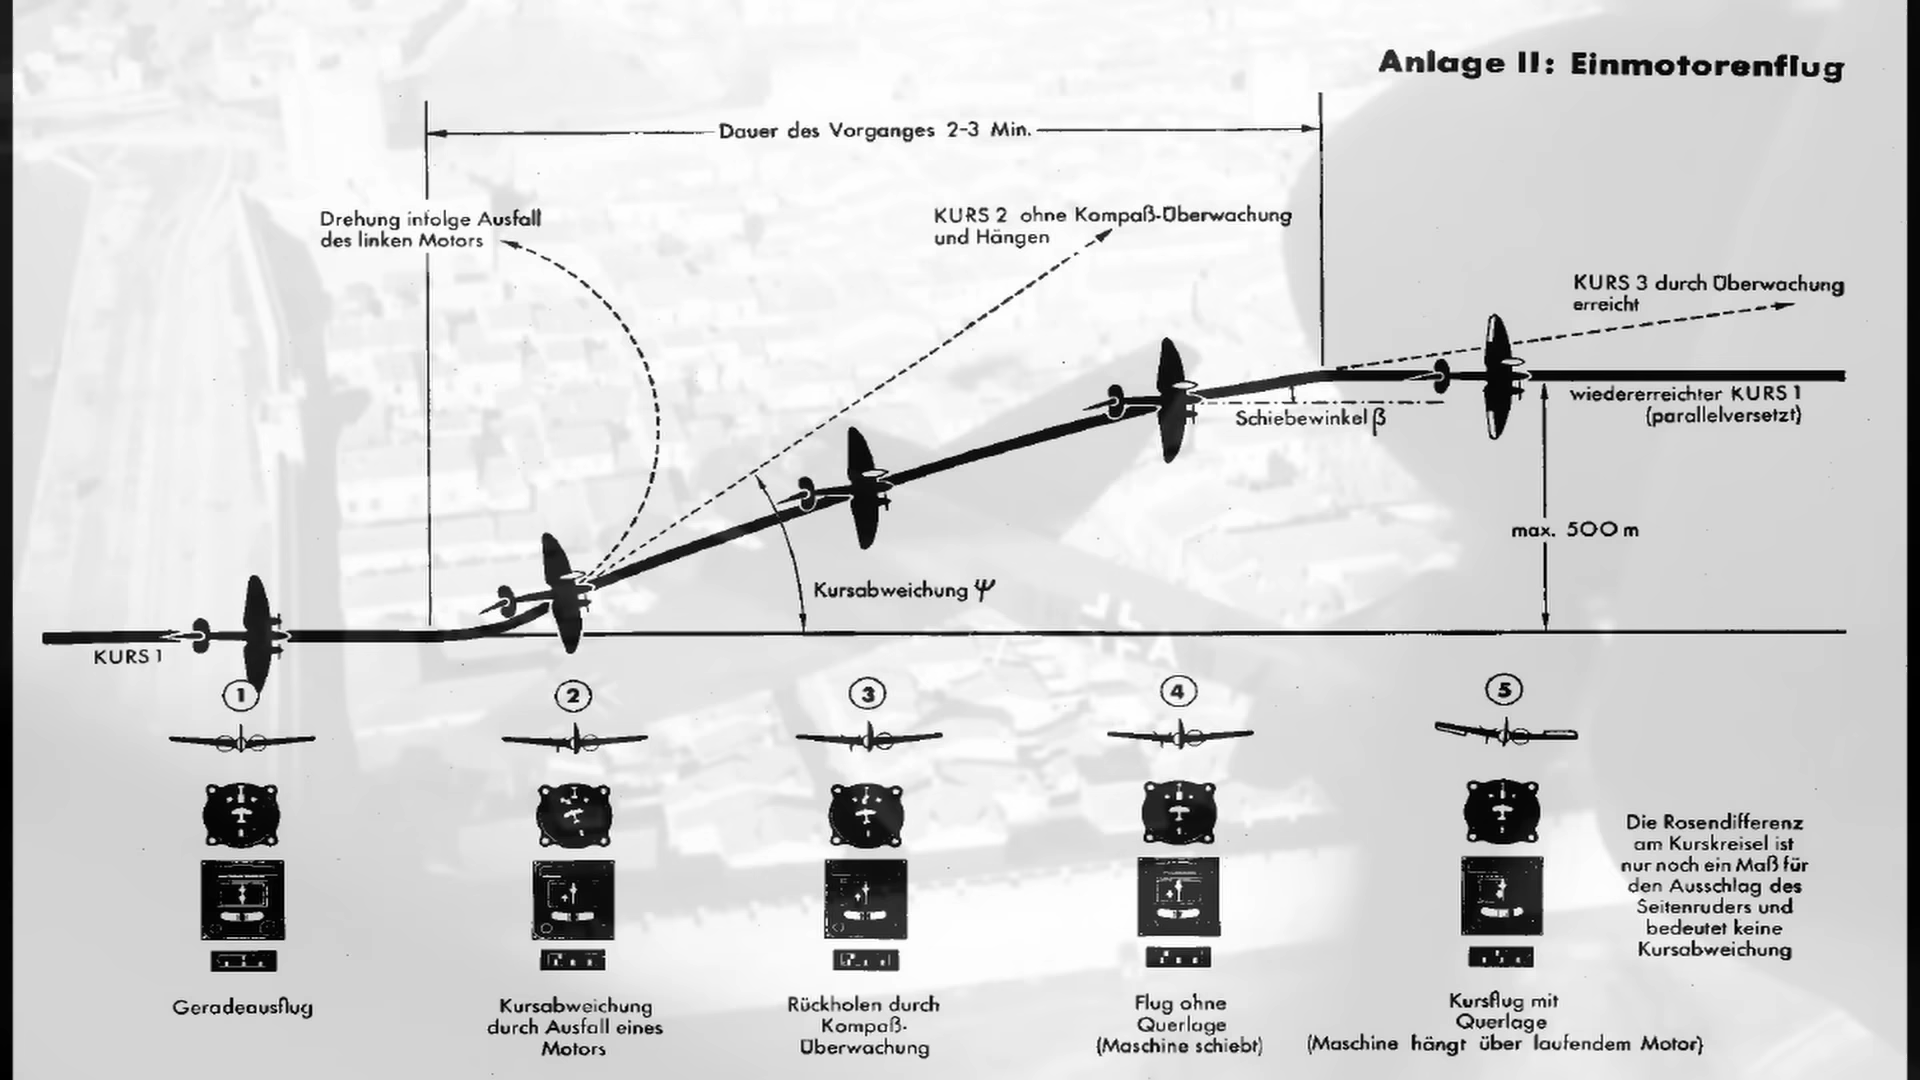 Anlage II: Einmotorenflug
Dauer des Vorganges 2-3 Min.
Drehung infolge Ausfall
des linken Motors
KURS 2 ohne Kompaß-Überwachung
und Hängen
KURS 3 durch Überwachung
erreicht
wiedererreichter KURS 1
(parallelversetzt)
Schiebewinkel β
max. 500 m
Kursabweichung Ψ
KURS 1
1
2
3
4
5
Die Rosendifferenz
am Kurskreisel ist
nur noch ein Maß für
den Ausschlag des
Seitenruders und
bedeutet keine
Kursabweichung
Geradeausflug
Kursabweichung
durch Ausfall eines
Motors
Rückholen durch
Kompaß-
Überwachung
Flug ohne
Querlage
(Maschine schiebt)
Kursflug mit
Querlage
(Maschine hängt über laufendem Motor)